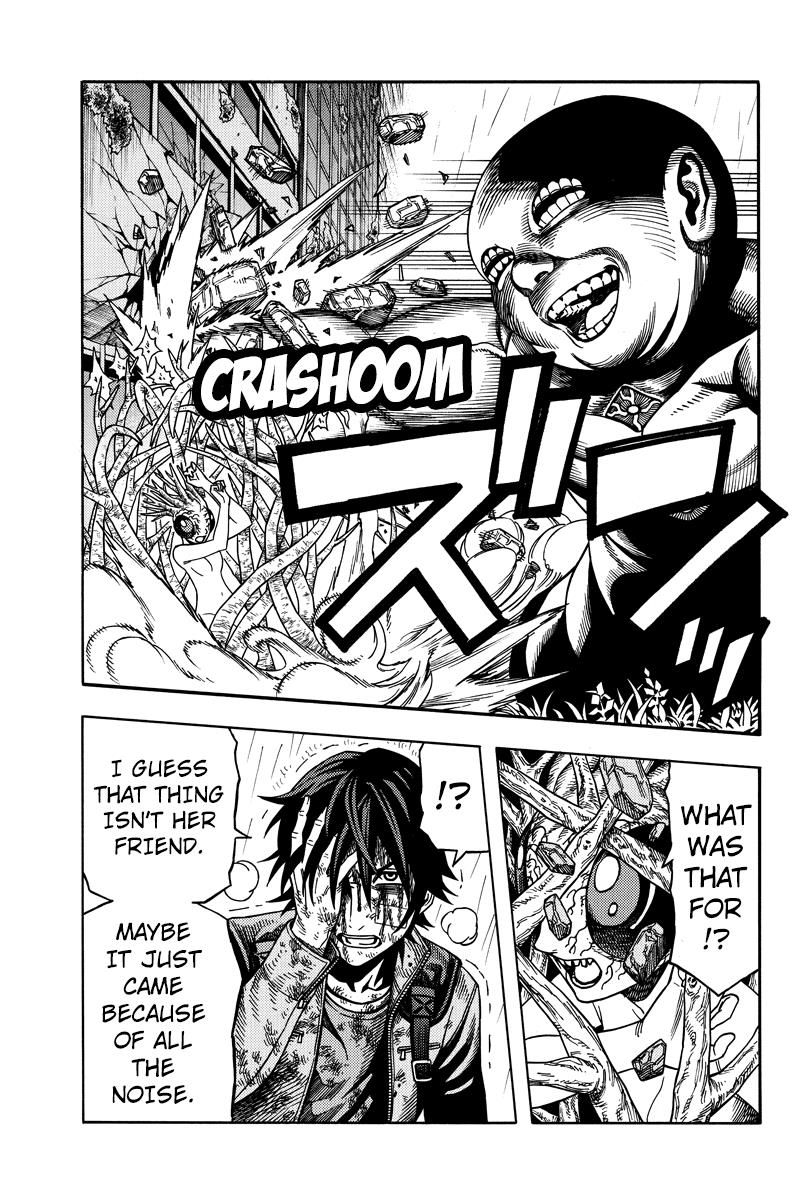 CRASHOOM
ズン
WHAT
WAS
THAT
FOR
!?
!?
I GUESS
THAT THING
ISN'T HER
FRIEND.
MAYBE
IT JUST
CAME
BECAUSE
OF ALL
THE
NOISE.